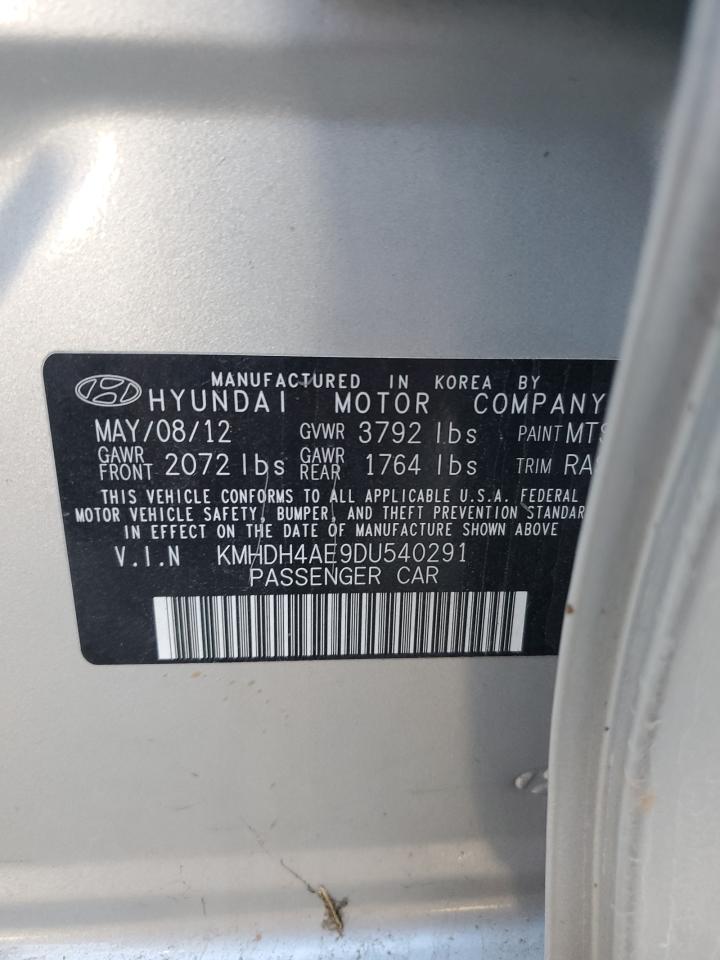 MANUFACTURED IN KOREA BY
HYUNDAI MOTOR COMPANY
MAY/08/12 GVWR 3792 lbs PAINT
GAWR FRONT 2072 lbs GAWR REAR 1764 lbs TRIM
THIS VEHICLE CONFORMS TO ALL APPLICABLE U.S.A. FEDERAL
MOTOR VEHICLE SAFETY, BUMPER, AND THEFT PREVENTION STANDARD
IN EFFECT ON THE DATE OF MANUFACTURE SHOWN ABOVE
V.I.N KMHDH4AE9DU540291
PASSENGER CAR